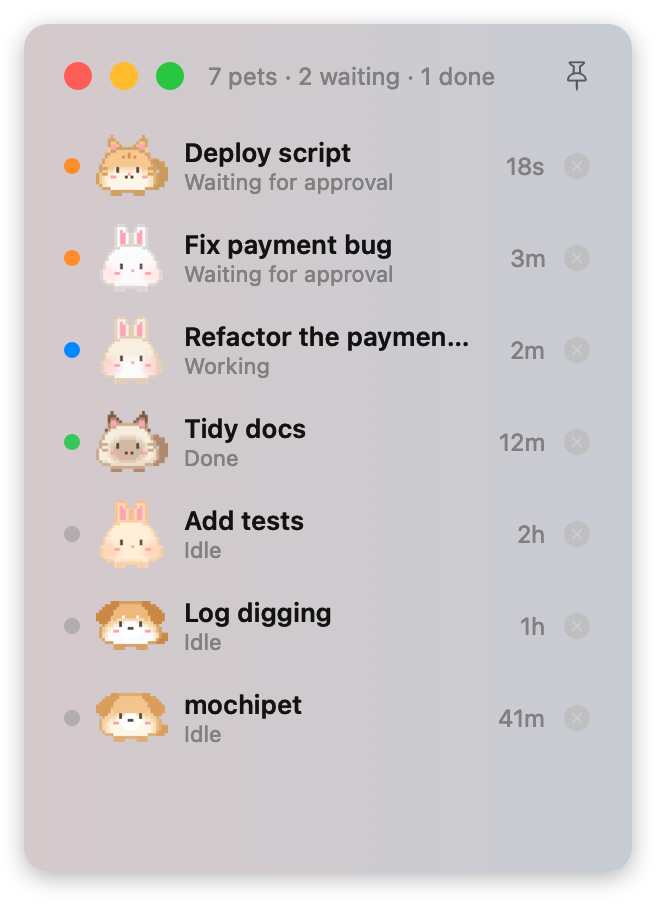 7 pets · 2 waiting · 1 done
Deploy script
Waiting for approval
18s
Fix payment bug
Waiting for approval
3m
Refactor the paymen...
Working
2m
Tidy docs
Done
12m
Add tests
Idle
2h
Log digging
Idle
1h
mochipet
Idle
41m